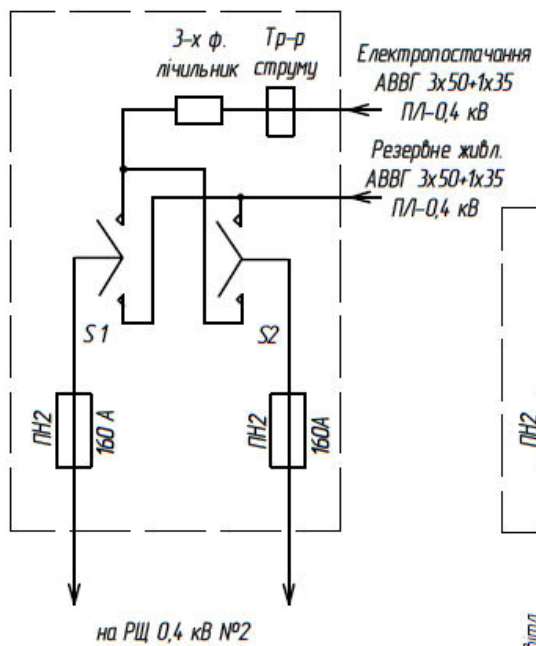 3-х ф.
лічильник
Тр-р
струму
Електропостачання
АВВГ 3х50+1х35
ПЛ-0,4 кВ
Резервне живл.
АВВГ 3х50+1х35
ПЛ-0,4 кВ
S1
S2
ПН2
160 А
ПН2
160А
ПН2
на РЩ 0,4 кВ №2